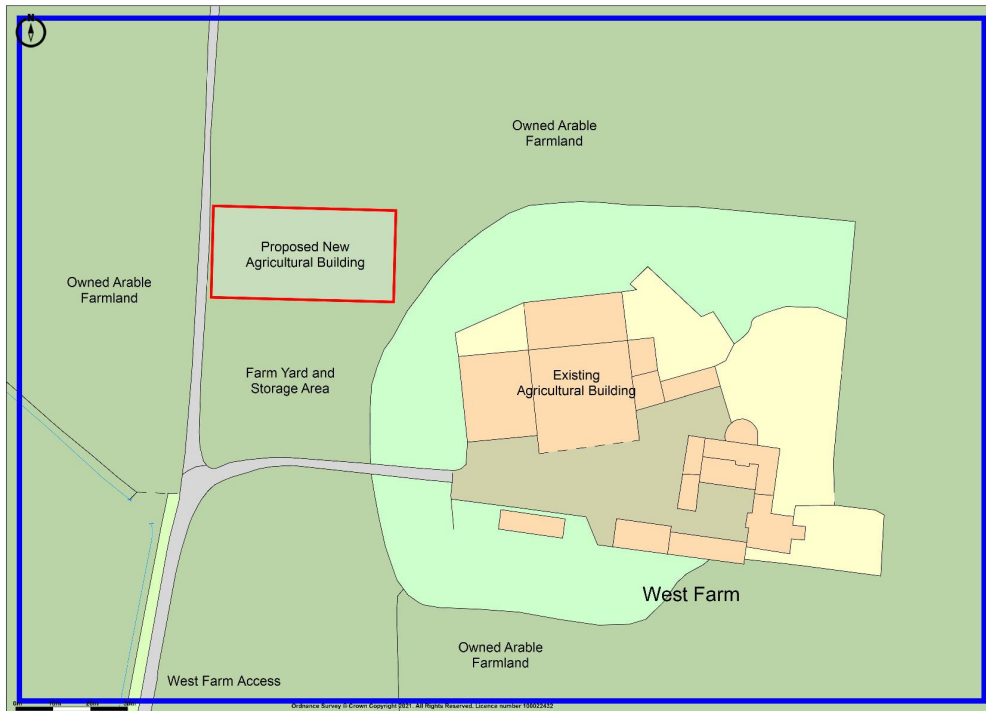 N
Owned Arable
Farmland
Proposed New
Agricultural Building
Owned Arable
Farmland
Farm Yard and
Storage Area
Existing
Agricultural Building
West Farm
Owned Arable
Farmland
West Farm Access
Ordnance Survey © Crown Copyright 2021. All Rights Reserved. Licence number 100022432